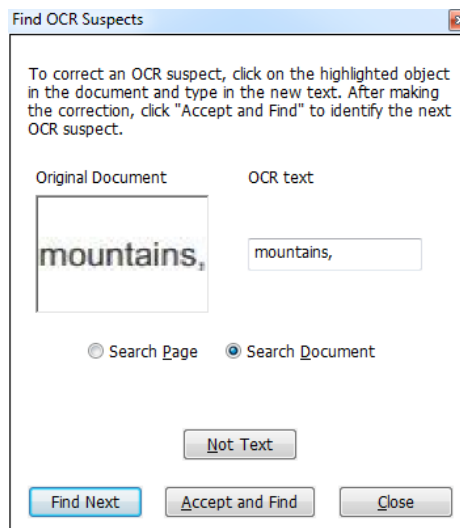 Find OCR Suspects
To correct an OCR suspect, click on the highlighted object
in the document and type in the new text. After making
the correction, click "Accept and Find" to identify the next
OCR suspect.
Original Document OCR text
mountains, mountains,
Search Page Search Document
Not Text
Find Next Accept and Find Close